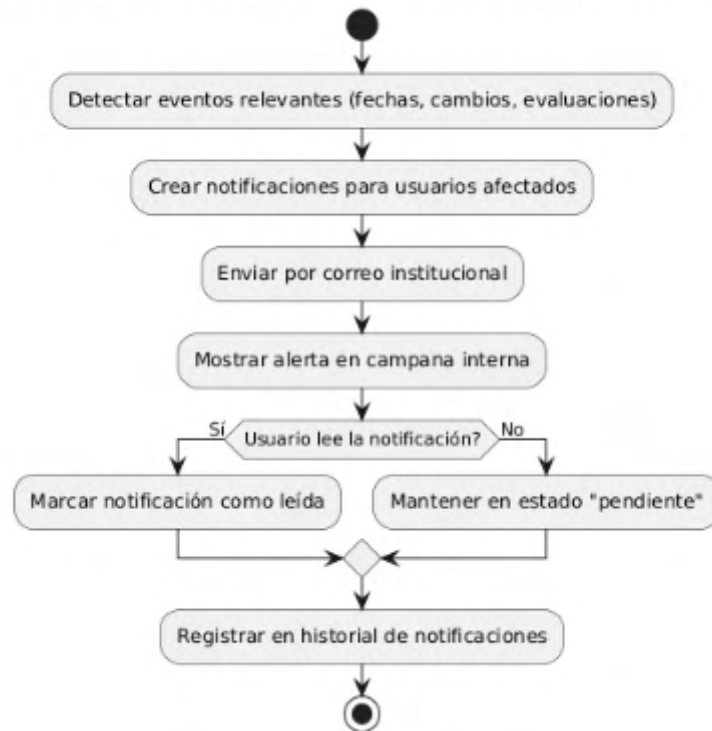 Detectar eventos relevantes (fechas, cambios, evaluaciones)
Crear notificaciones para usuarios afectados
Enviar por correo institucional
Mostrar alerta en campana interna
Sí
Usuario lee la notificación?
No
Marcar notificación como leída
Mantener en estado "pendiente"
Registrar en historial de notificaciones